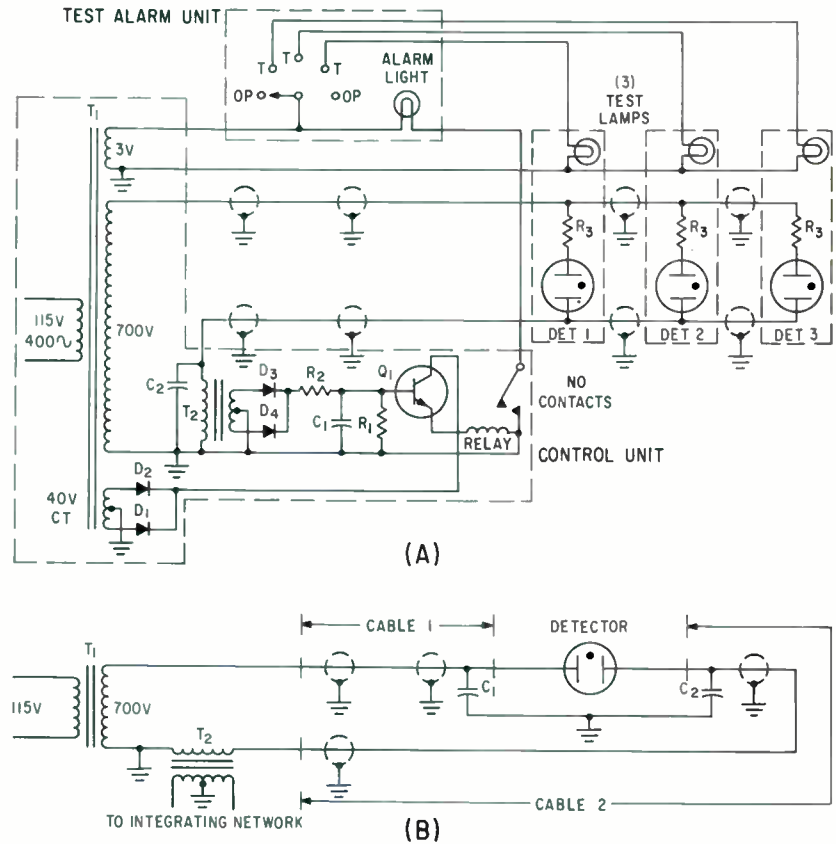 TEST ALARM UNIT
T
T
T
ALARM
LIGHT
OP
OP
(3)
TEST
LAMPS
T1
3V
R3
R3
R3
115V
400~
700V
DET 1
DET 2
DET 3
C2
T2
D3
D4
R2
C1
R1
Q1
NO
CONTACTS
RELAY
CONTROL UNIT
D2
40V
CT
D1
(A)
CABLE 1
DETECTOR
T1
115V
700V
C1
C2
T2
CABLE 2
TO INTEGRATING NETWORK
(B)